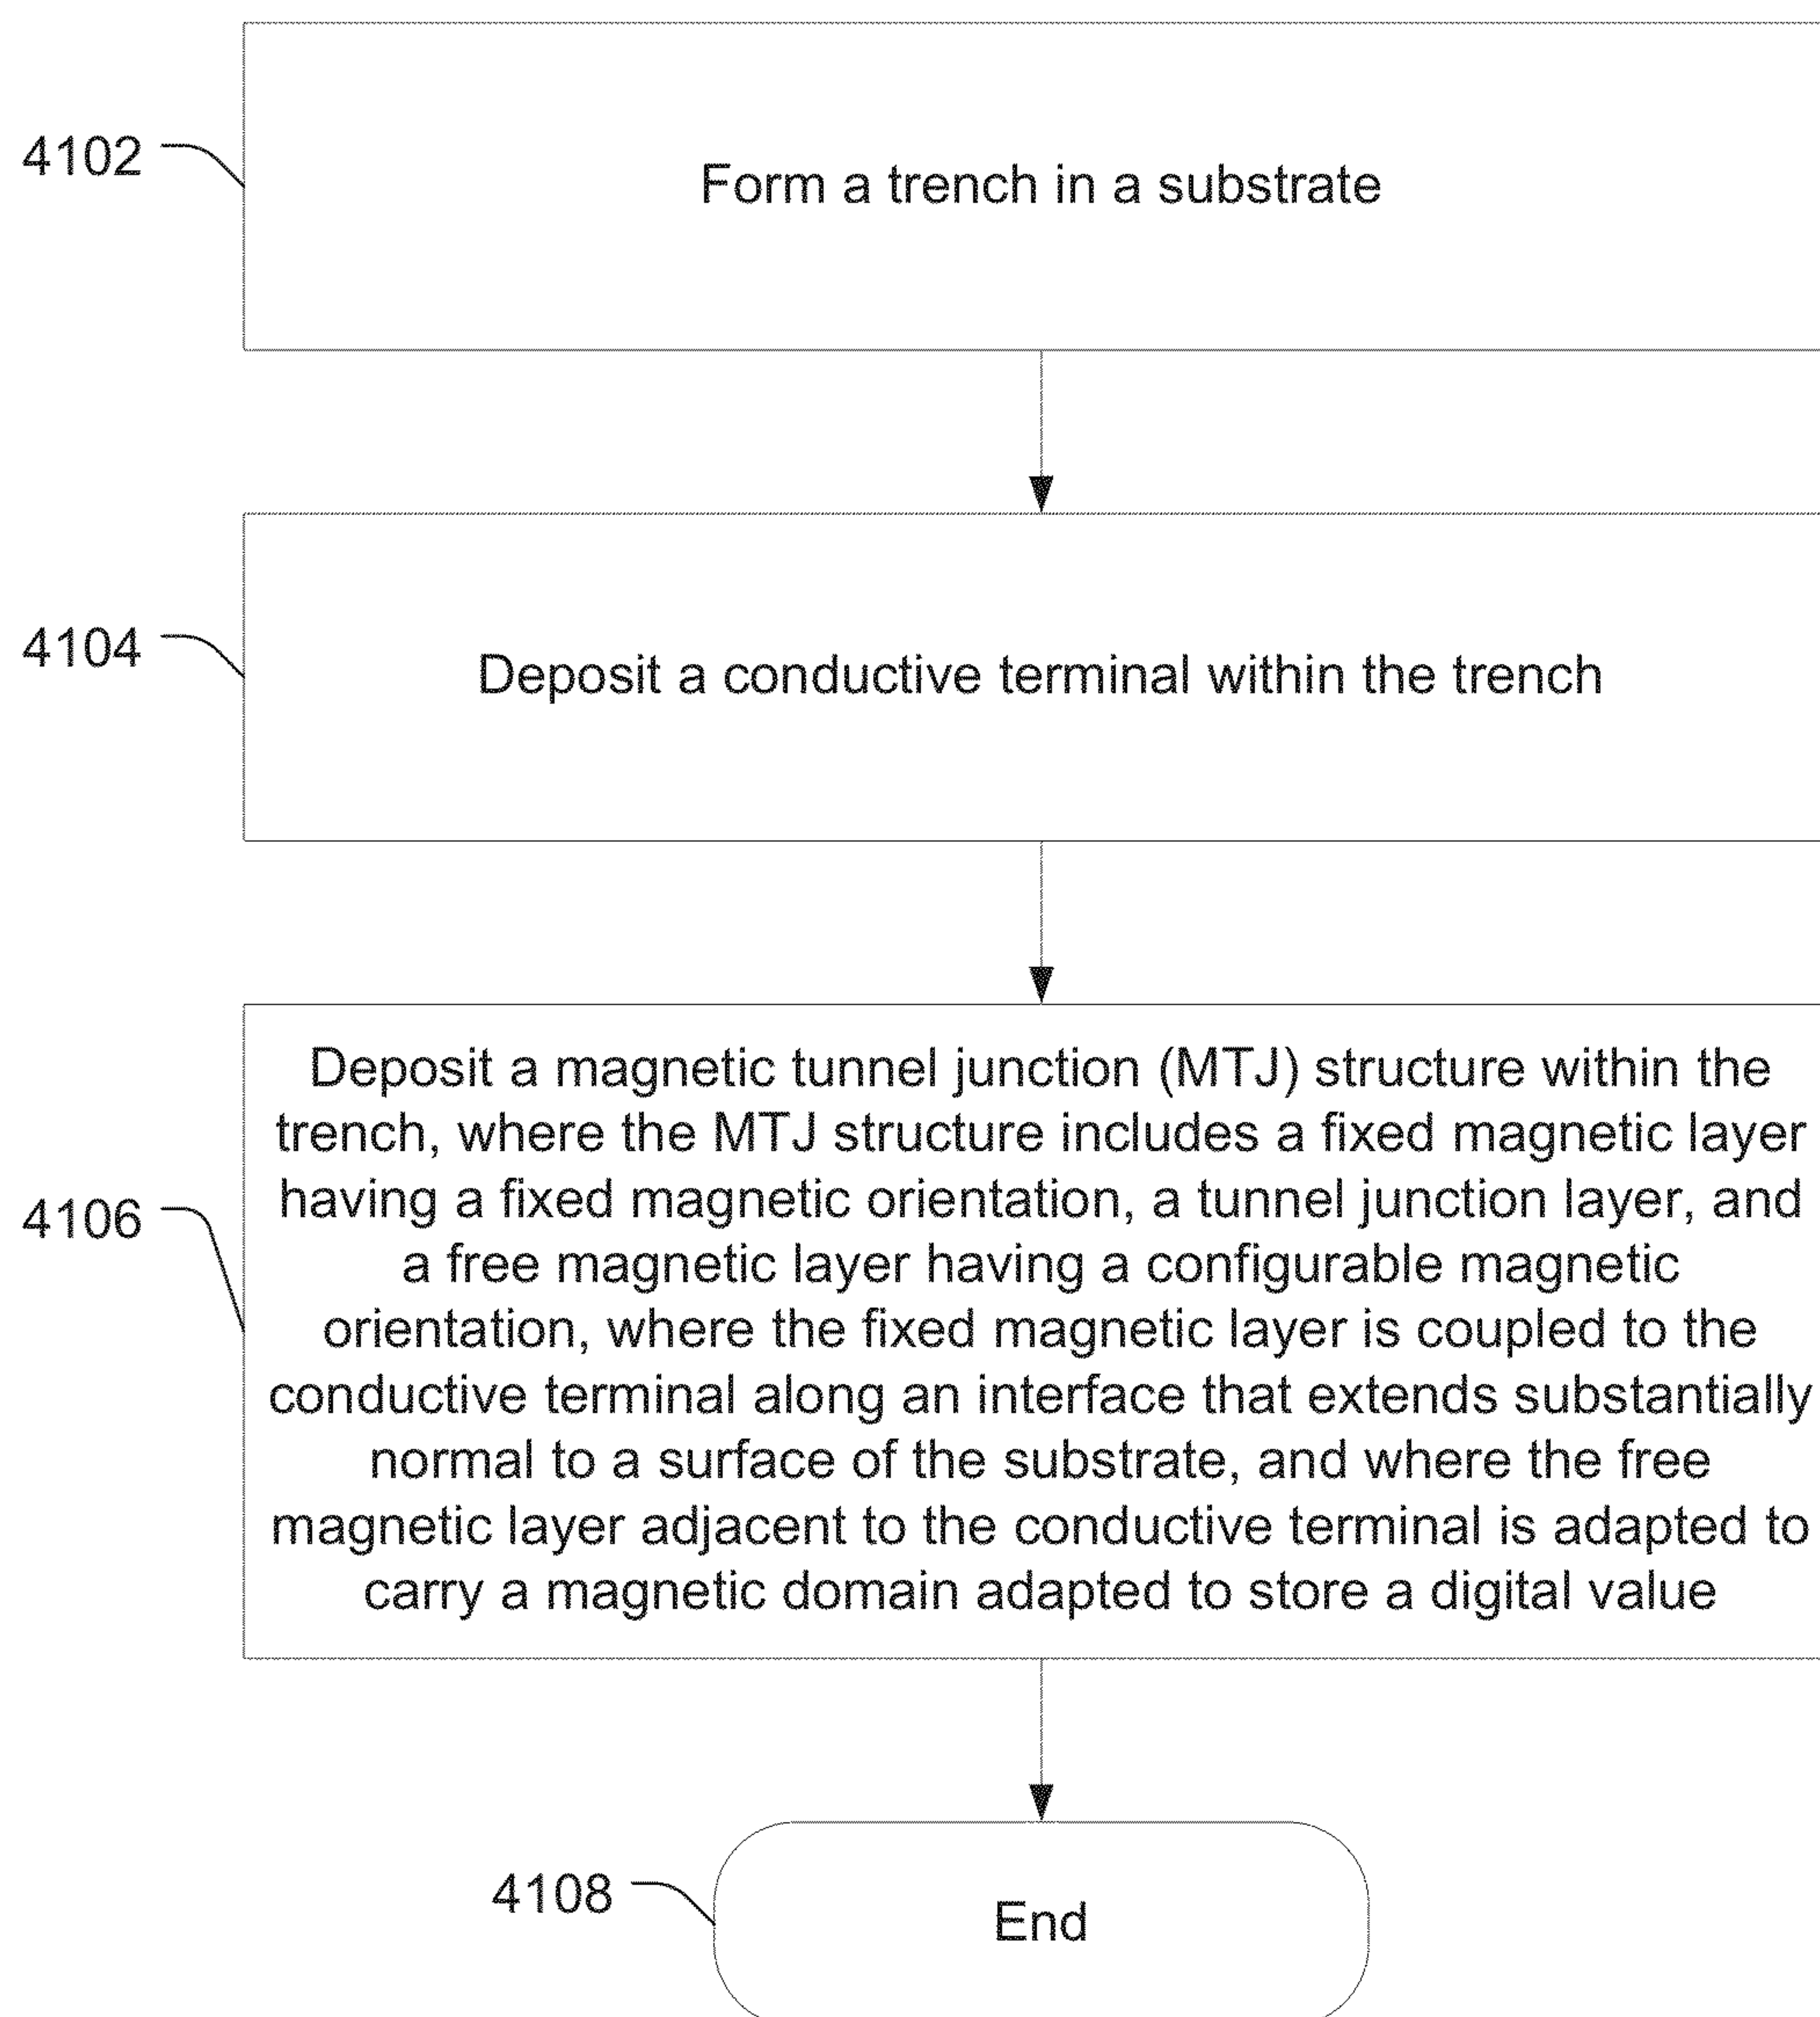 4102
Form a trench in a substrate
4104
Deposit a conductive terminal within the trench
4106
Deposit a magnetic tunnel junction (MTJ) structure within the
trench, where the MTJ structure includes a fixed magnetic layer
having a fixed magnetic orientation, a tunnel junction layer, and
a free magnetic layer having a configurable magnetic
orientation, where the fixed magnetic layer is coupled to the
conductive terminal along an interface that extends substantially
normal to a surface of the substrate, and where the free
magnetic layer adjacent to the conductive terminal is adapted to
carry a magnetic domain adapted to store a digital value
4108
End